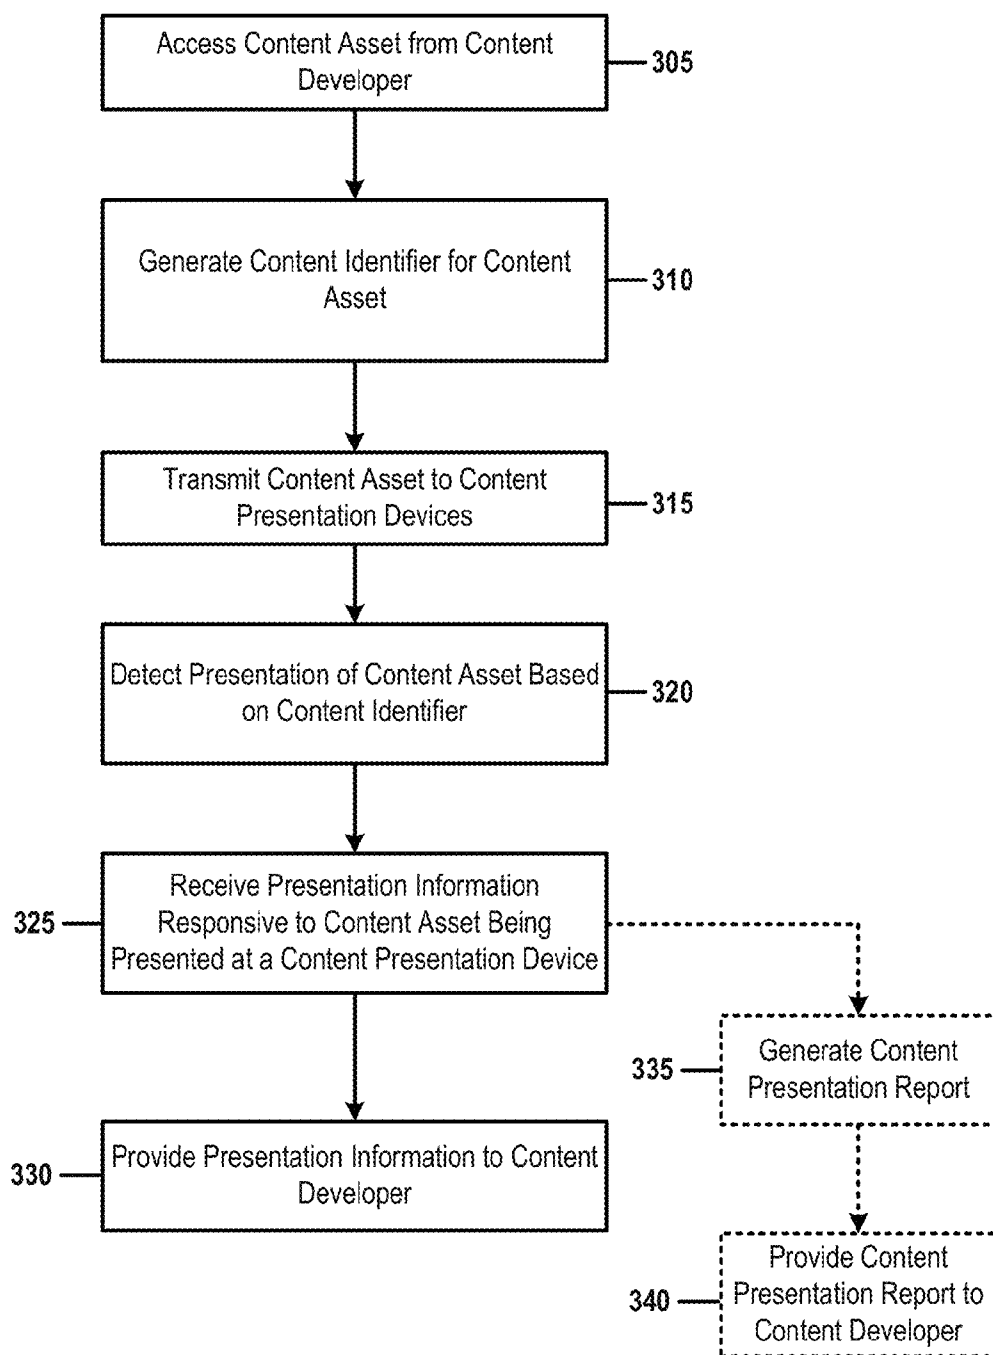 Access Content Asset from Content
Developer
305
Generate Content Identifier for Content
Asset
310
Transmit Content Asset to Content
Presentation Devices
315
Detect Presentation of Content Asset Based
on Content Identifier
320
325
Receive Presentation Information
Responsive to Content Asset Being
Presented at a Content Presentation Device
335
Generate Content
Presentation Report
330
Provide Presentation Information to Content
Developer
340
Provide Content
Presentation Report to
Content Developer